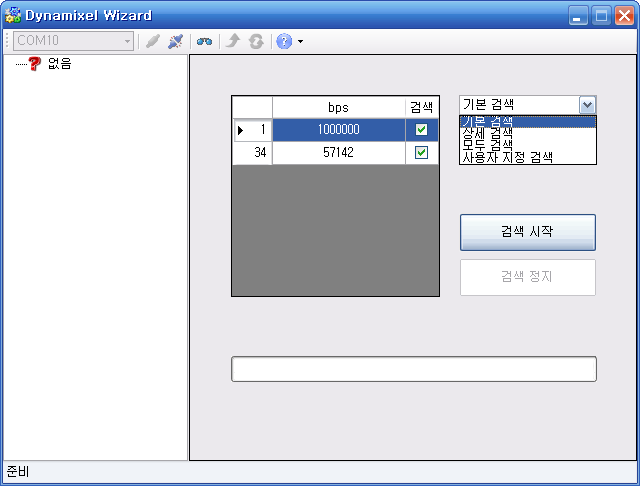 Dynamixel Wizard
COM10
없음
bps 검색
1 1000000
34 57142
기본 검색
기본 검색
상세 검색
모두 검색
사용자 지정 검색
검색 시작
검색 정지
준비